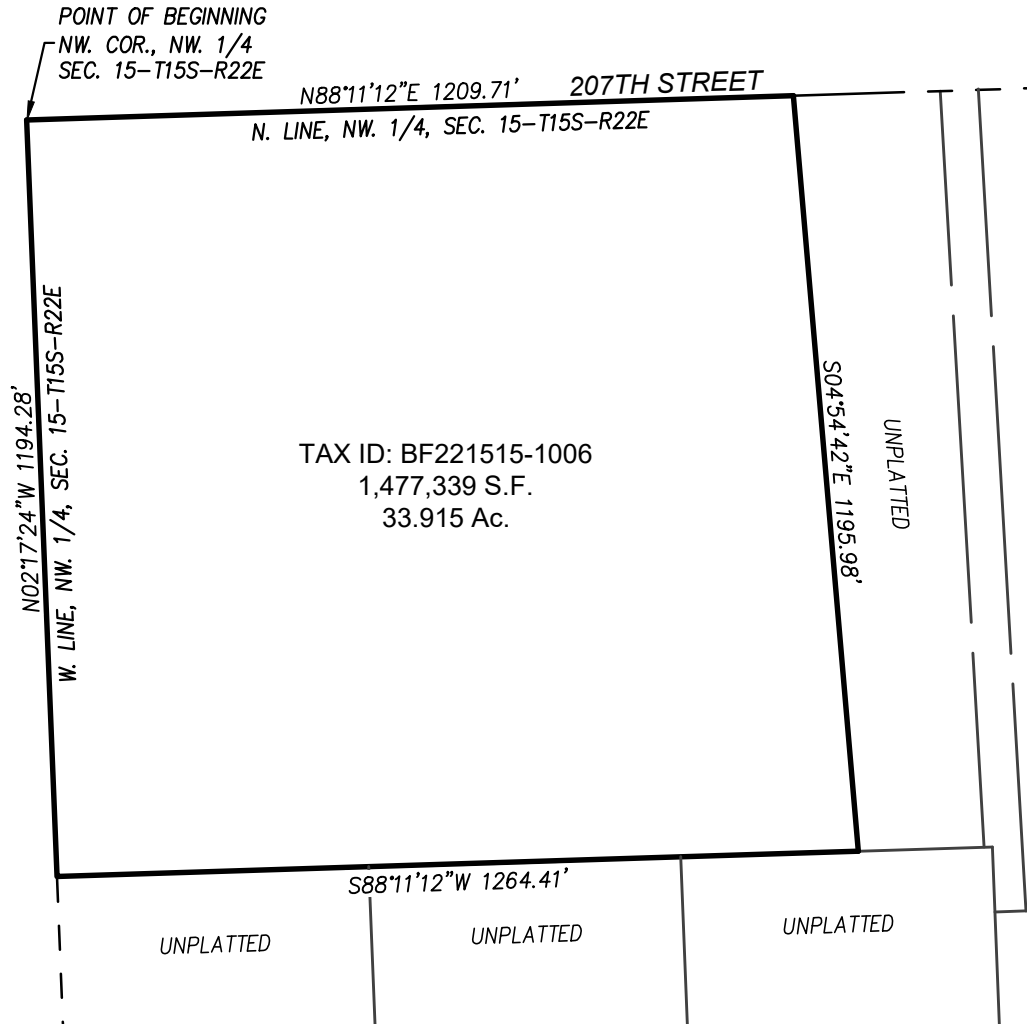 POINT OF BEGINNING
NW. COR., NW. 1/4
SEC. 15-T15S-R22E
N88°11'12"E 1209.71'
207TH STREET
N. LINE, NW. 1/4, SEC. 15-T15S-R22E
N02°17'24"W 1194.28'
W. LINE, NW. 1/4, SEC. 15-T15S-R22E
TAX ID: BF221515-1006
1,477,339 S.F.
33.915 Ac.
S04°54'42"E 1195.98'
UNPLATTED
S88°11'12"W 1264.41'
UNPLATTED
UNPLATTED
UNPLATTED